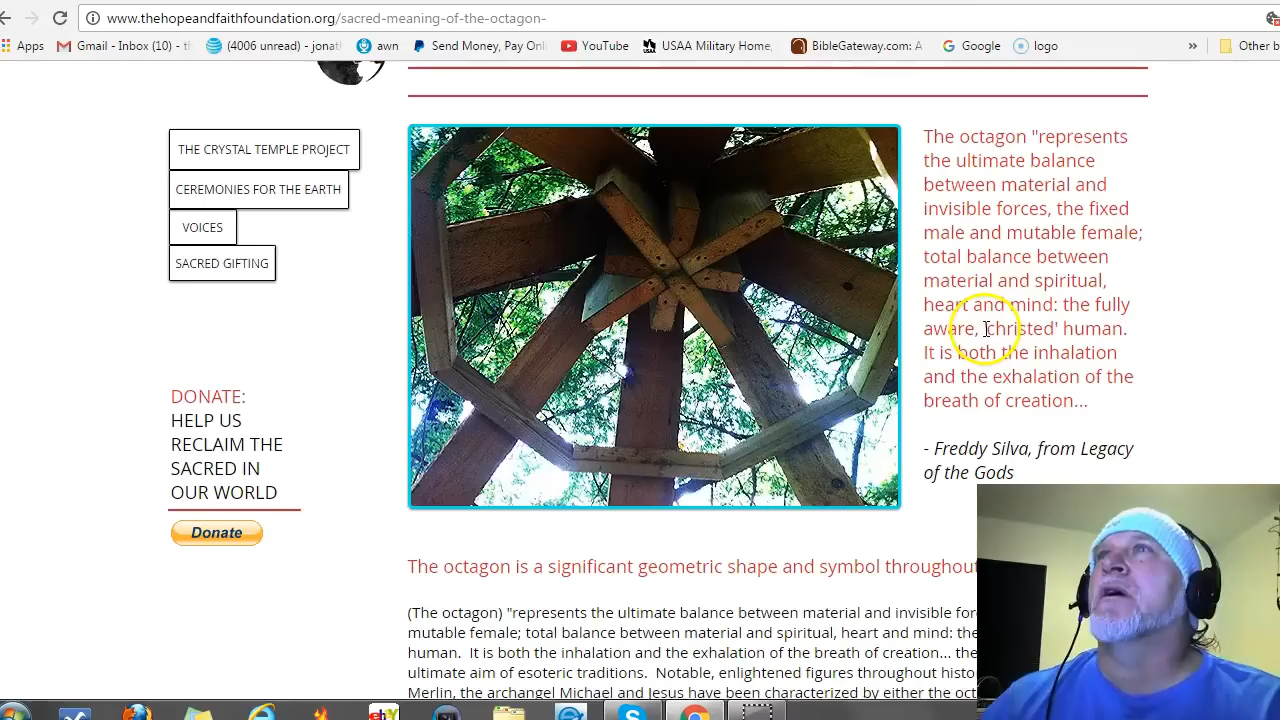 www.thehopeandfaithfoundation.org/sacred-meaning-of-the-octagon-
Apps Gmail - Inbox (10) - th (4006 unread) - jonat awn Send Money, Pay Onl YouTube USAA Military Home, BibleGateway.com: A Google logo » Other b
THE CRYSTAL TEMPLE PROJECT
CEREMONIES FOR THE EARTH
VOICES
SACRED GIFTING
DONATE:
HELP US
RECLAIM THE
SACRED IN
OUR WORLD
Donate
The octagon "represents
the ultimate balance
between material and
invisible forces, the fixed
male and mutable female;
total balance between
material and spiritual,
heart and mind: the fully
aware, 'christed' human.
It is both the inhalation
and the exhalation of the
breath of creation...
- Freddy Silva, from Legacy
of the Gods
The octagon is a significant geometric shape and symbol throughout
(The octagon) "represents the ultimate balance between material and invisible for
mutable female; total balance between material and spiritual, heart and mind: the
human. It is both the inhalation and the exhalation of the breath of creation... the
ultimate aim of esoteric traditions. Notable, enlightened figures throughout histo
Merlin, the archangel Michael and Jesus have been characterized by either the oct
ebY